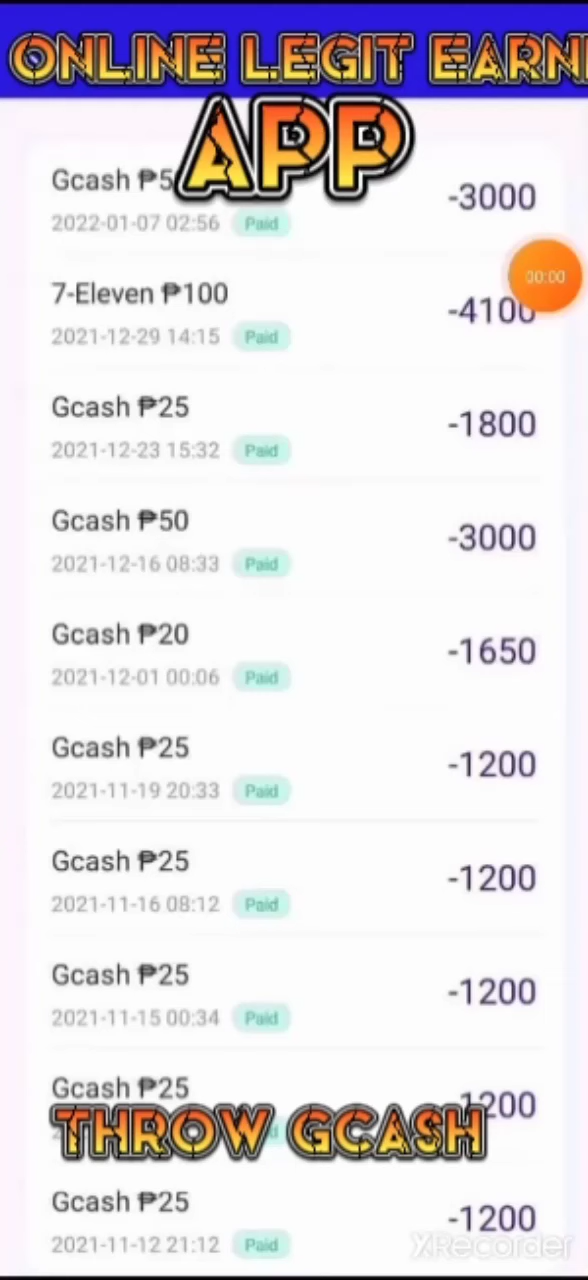 ONLINE LEGIT EARNI
APP
Gcash ₱5
-3000
2022-01-07 02:56 Paid
00:00
7-Eleven ₱100
-4100
2021-12-29 14:15 Paid
Gcash ₱25
-1800
2021-12-23 15:32 Paid
Gcash ₱50
-3000
2021-12-16 08:33 Paid
Gcash ₱20
-1650
2021-12-01 00:06 Paid
Gcash ₱25
-1200
2021-11-19 20:33 Paid
Gcash ₱25
-1200
2021-11-16 08:12 Paid
Gcash ₱25
-1200
2021-11-15 00:34 Paid
Gcash ₱25
-1200
THROW GCASH
Gcash ₱25
-1200
2021-11-12 21:12 Paid
XRecorder